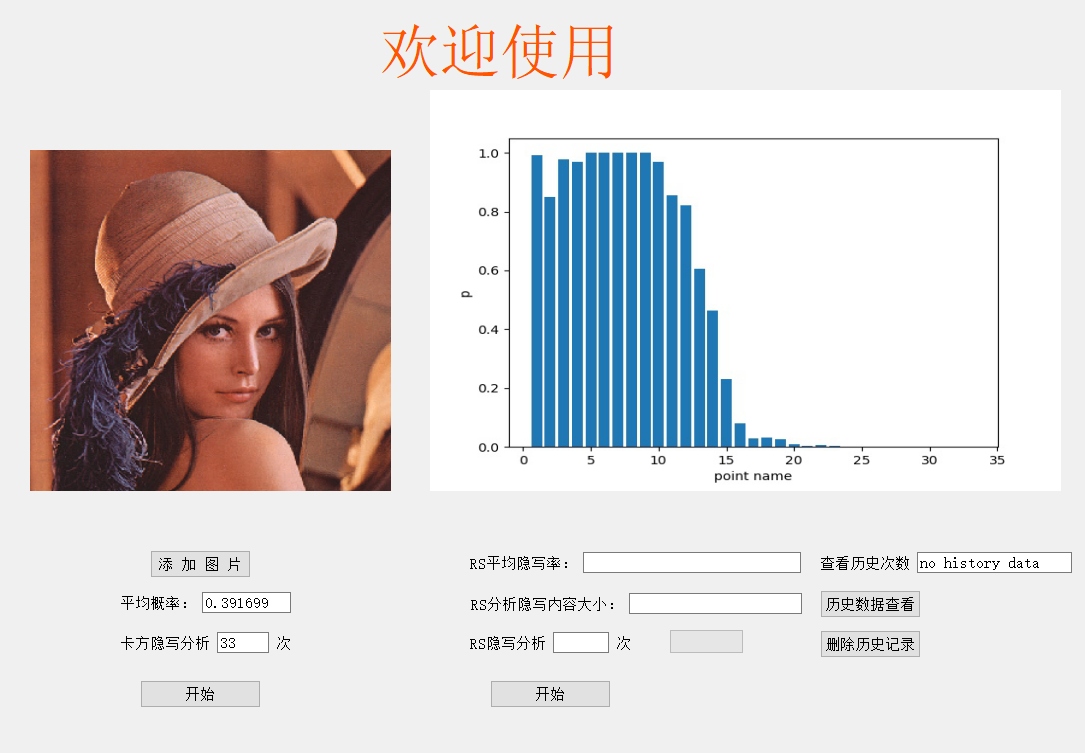 欢迎使用
1.0
0.8
0.6
0.4
0.2
0.0
p
0 5 10 15 20 25 30 35
point name
添 加 图 片
平均概率： 0.391699
卡方隐写分析 33 次
开始
RS平均隐写率：
RS分析隐写内容大小：
RS隐写分析 次
开始
查看历史次数 no history data
历史数据查看
删除历史记录